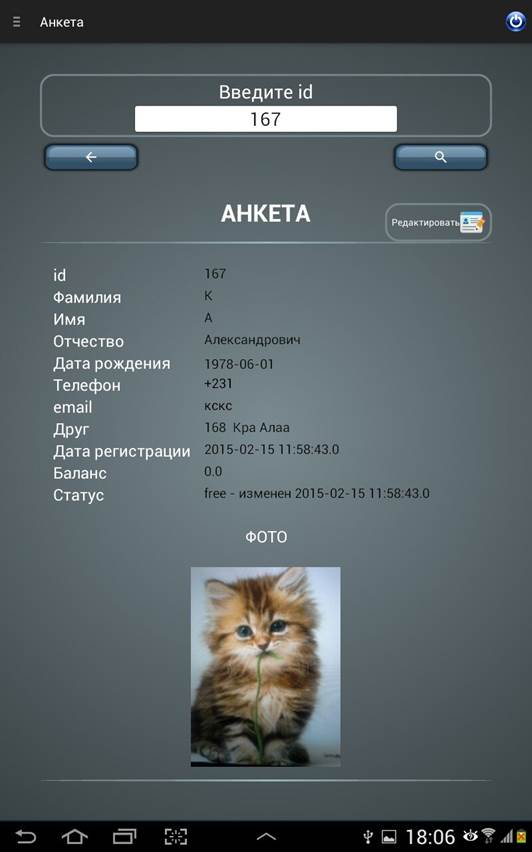 Анкета
Введите id
167
АНКЕТА
Редактировать
id 167
Фамилия К
Имя А
Отчество Александрович
Дата рождения 1978-06-01
Телефон +231
email кскс
Друг 168 Кра Алаа
Дата регистрации 2015-02-15 11:58:43.0
Баланс 0.0
Статус free - изменен 2015-02-15 11:58:43.0
ФОТО
18:06